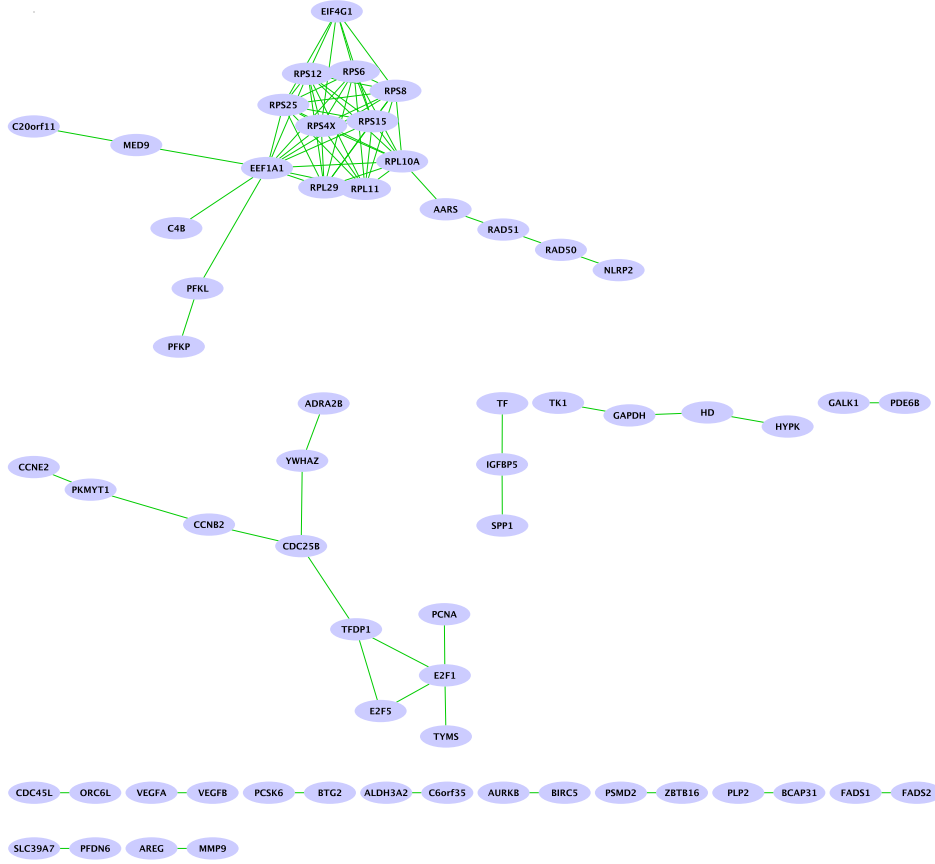 EIF4G1
RPS12
RPS6
RPS8
RPS25
RPS4X
RPS15
C20orf11
MED9
EEF1A1
RPL10A
RPL29
RPL11
AARS
C4B
RAD51
RAD50
NLRP2
PFKL
PFKP
ADRA2B
TF
TK1
GAPDH
HD
HYPK
GALK1
PDE6B
CCNE2
YWHAZ
IGFBP5
PKMYT1
CCNB2
SPP1
CDC25B
PCNA
TFDP1
E2F1
E2F5
TYMS
CDC45L
ORC6L
VEGFA
VEGFB
PCSK6
BTG2
ALDH3A2
C6orf35
AURKB
BIRC5
PSMD2
ZBTB16
PLP2
BCAP31
FADS1
FADS2
SLC39A7
PFDN6
AREG
MMP9